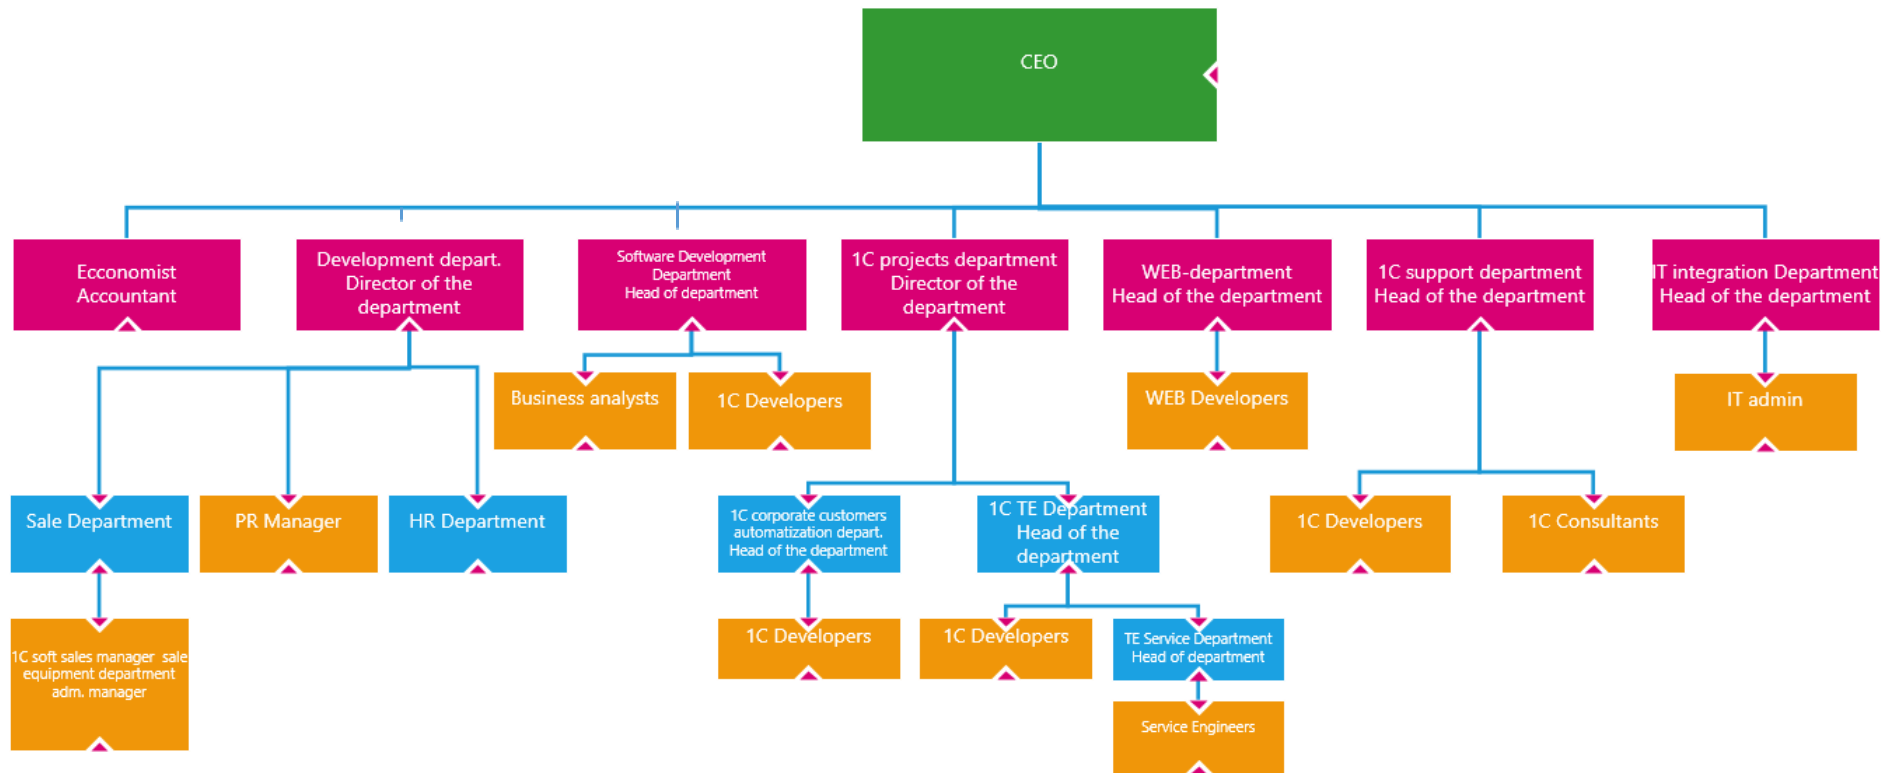 CEO
Ecconomist
Accountant
Development depart.
Director of the
department
Software Development
Department
Head of department
1C projects department
Director of the
department
WEB-department
Head of the department
1C support department
Head of the department
IT integration Department
Head of the department
Business analysts
1C Developers
WEB Developers
IT admin
Sale Department
PR Manager
HR Department
1C corporate customers
automatization depart.
Head of the department
1C TE Department
Head of the
department
1C Developers
1C Consultants
1C soft sales manager sale
equipment department
adm. manager
1C Developers
1C Developers
TE Service Department
Head of department
Service Engineers